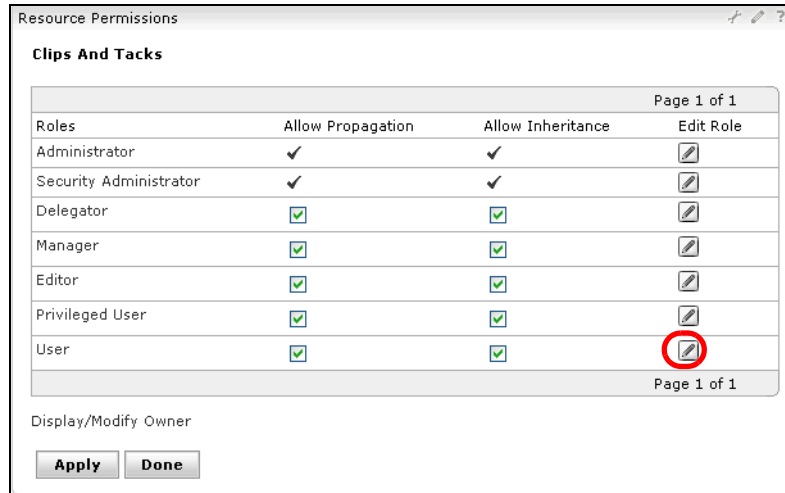 Resource Permissions ?
Clips And Tacks
Page 1 of 1
Roles Allow Propagation Allow Inheritance Edit Role
Administrator
Security Administrator
Delegator
Manager
Editor
Privileged User
User
Page 1 of 1
Display/Modify Owner
Apply Done